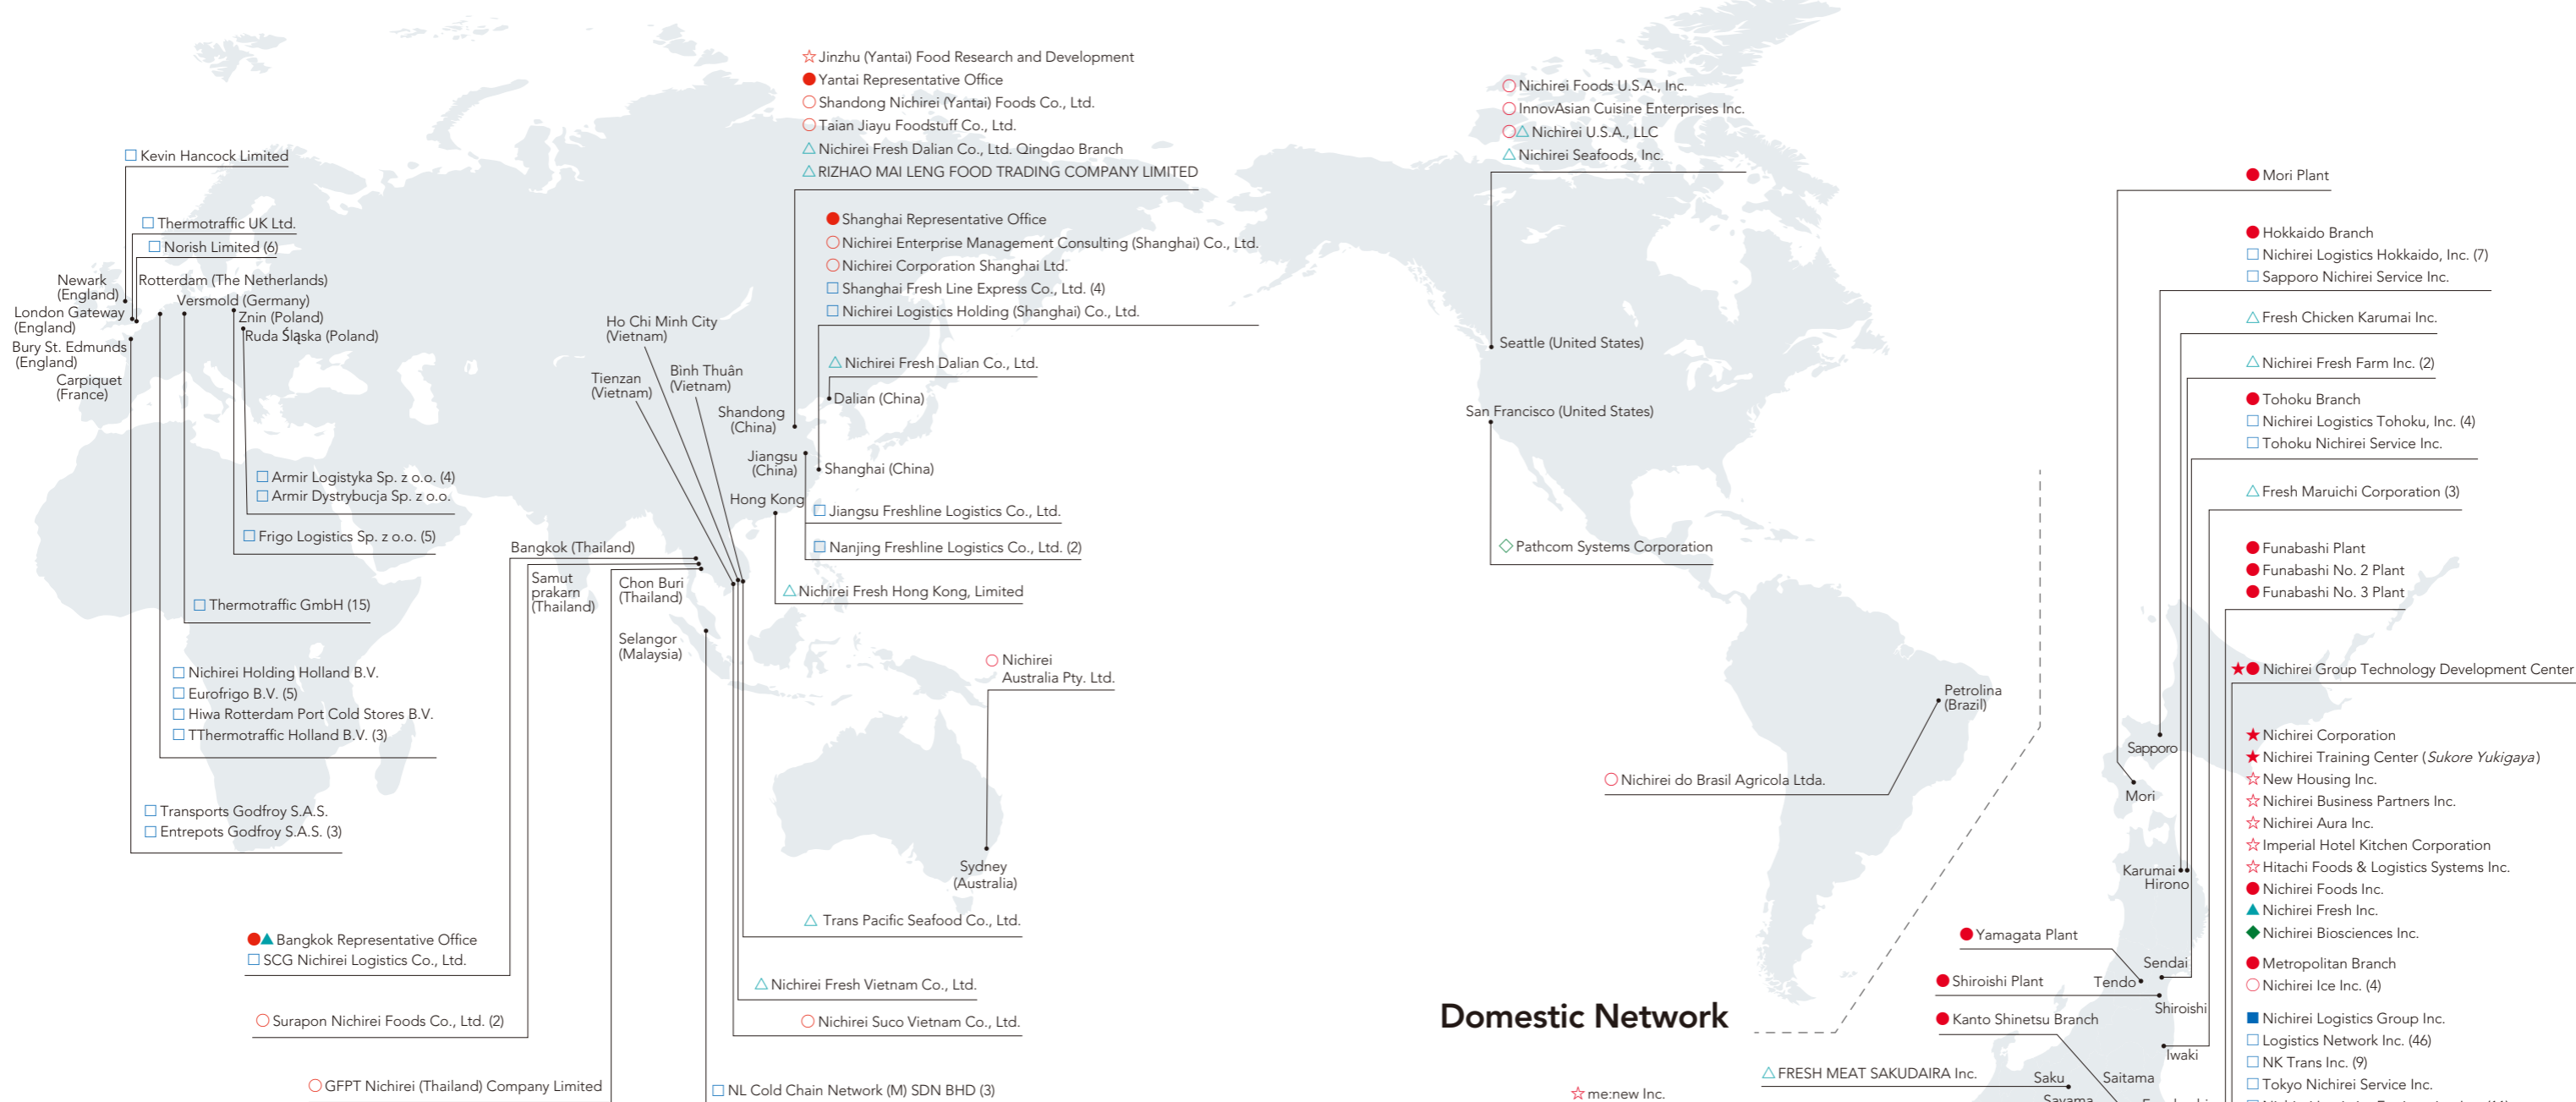 ☆ Jinzhu (Yantai) Food Research and Development
● Yantai Representative Office
○ Shandong Nichirei (Yantai) Foods Co., Ltd.
○ Taian Jiayu Foodstuff Co., Ltd.
△ Nichirei Fresh Dalian Co., Ltd. Qingdao Branch
△ RIZHAO MAI LENG FOOD TRADING COMPANY LIMITED
● Shanghai Representative Office
○ Nichirei Enterprise Management Consulting (Shanghai) Co., Ltd.
○ Nichirei Corporation Shanghai Ltd.
□ Shanghai Fresh Line Express Co., Ltd. (4)
□ Nichirei Logistics Holding (Shanghai) Co., Ltd.
△ Nichirei Fresh Dalian Co., Ltd.
Dalian (China)
Shandong
(China)
Jiangsu
(China)
Shanghai (China)
Hong Kong
□ Jiangsu Freshline Logistics Co., Ltd.
□ Nanjing Freshline Logistics Co., Ltd. (2)
△ Nichirei Fresh Hong Kong, Limited
□ Kevin Hancock Limited
□ Thermotraffic UK Ltd.
□ Norish Limited (6)
Newark
(England)
Rotterdam (The Netherlands)
Versmold (Germany)
London Gateway
(England)
Znin (Poland)
Ruda Śląska (Poland)
Bury St. Edmunds
(England)
Carpiquet
(France)
□ Armir Logistyka Sp. z o.o. (4)
□ Armir Dystrybucja Sp. z o.o.
□ Frigo Logistics Sp. z o.o. (5)
□ Thermotraffic GmbH (15)
□ Nichirei Holding Holland B.V.
□ Eurofrigo B.V. (5)
□ Hiwa Rotterdam Port Cold Stores B.V.
□ TThermotraffic Holland B.V. (3)
□ Transports Godfroy S.A.S.
□ Entrepots Godfroy S.A.S. (3)
Ho Chi Minh City
(Vietnam)
Tienzan
(Vietnam)
Bình Thuân
(Vietnam)
Bangkok (Thailand)
Samut
prakarn
(Thailand)
Chon Buri
(Thailand)
Selangor
(Malaysia)
●▲ Bangkok Representative Office
□ SCG Nichirei Logistics Co., Ltd.
○ Surapon Nichirei Foods Co., Ltd. (2)
○ GFPT Nichirei (Thailand) Company Limited
□ NL Cold Chain Network (M) SDN BHD (3)
△ Trans Pacific Seafood Co., Ltd.
△ Nichirei Fresh Vietnam Co., Ltd.
○ Nichirei Suco Vietnam Co., Ltd.
○ Nichirei
Australia Pty. Ltd.
Sydney
(Australia)
○ Nichirei Foods U.S.A., Inc.
○ InnovAsian Cuisine Enterprises Inc.
○△ Nichirei U.S.A., LLC
△ Nichirei Seafoods, Inc.
Seattle (United States)
San Francisco (United States)
◇ Pathcom Systems Corporation
Petrolina
(Brazil)
○ Nichirei do Brasil Agricola Ltda.
Domestic Network
☆ me:new Inc.
● Mori Plant
● Hokkaido Branch
□ Nichirei Logistics Hokkaido, Inc. (7)
□ Sapporo Nichirei Service Inc.
△ Fresh Chicken Karumai Inc.
△ Nichirei Fresh Farm Inc. (2)
● Tohoku Branch
□ Nichirei Logistics Tohoku, Inc. (4)
□ Tohoku Nichirei Service Inc.
△ Fresh Maruichi Corporation (3)
● Funabashi Plant
● Funabashi No. 2 Plant
● Funabashi No. 3 Plant
★● Nichirei Group Technology Development Center
★ Nichirei Corporation
★ Nichirei Training Center (Sukore Yukigaya)
☆ New Housing Inc.
☆ Nichirei Business Partners Inc.
☆ Nichirei Aura Inc.
☆ Imperial Hotel Kitchen Corporation
☆ Hitachi Foods & Logistics Systems Inc.
● Nichirei Foods Inc.
▲ Nichirei Fresh Inc.
◆ Nichirei Biosciences Inc.
● Metropolitan Branch
○ Nichirei Ice Inc. (4)
■ Nichirei Logistics Group Inc.
□ Logistics Network Inc. (46)
□ NK Trans Inc. (9)
□ Tokyo Nichirei Service Inc.
Sapporo
Mori
Karumai
Hirono
● Yamagata Plant
Sendai
Tendo
● Shiroishi Plant
Shiroishi
● Kanto Shinetsu Branch
Iwaki
△ FRESH MEAT SAKUDAIRA Inc.
Saku
Saitama